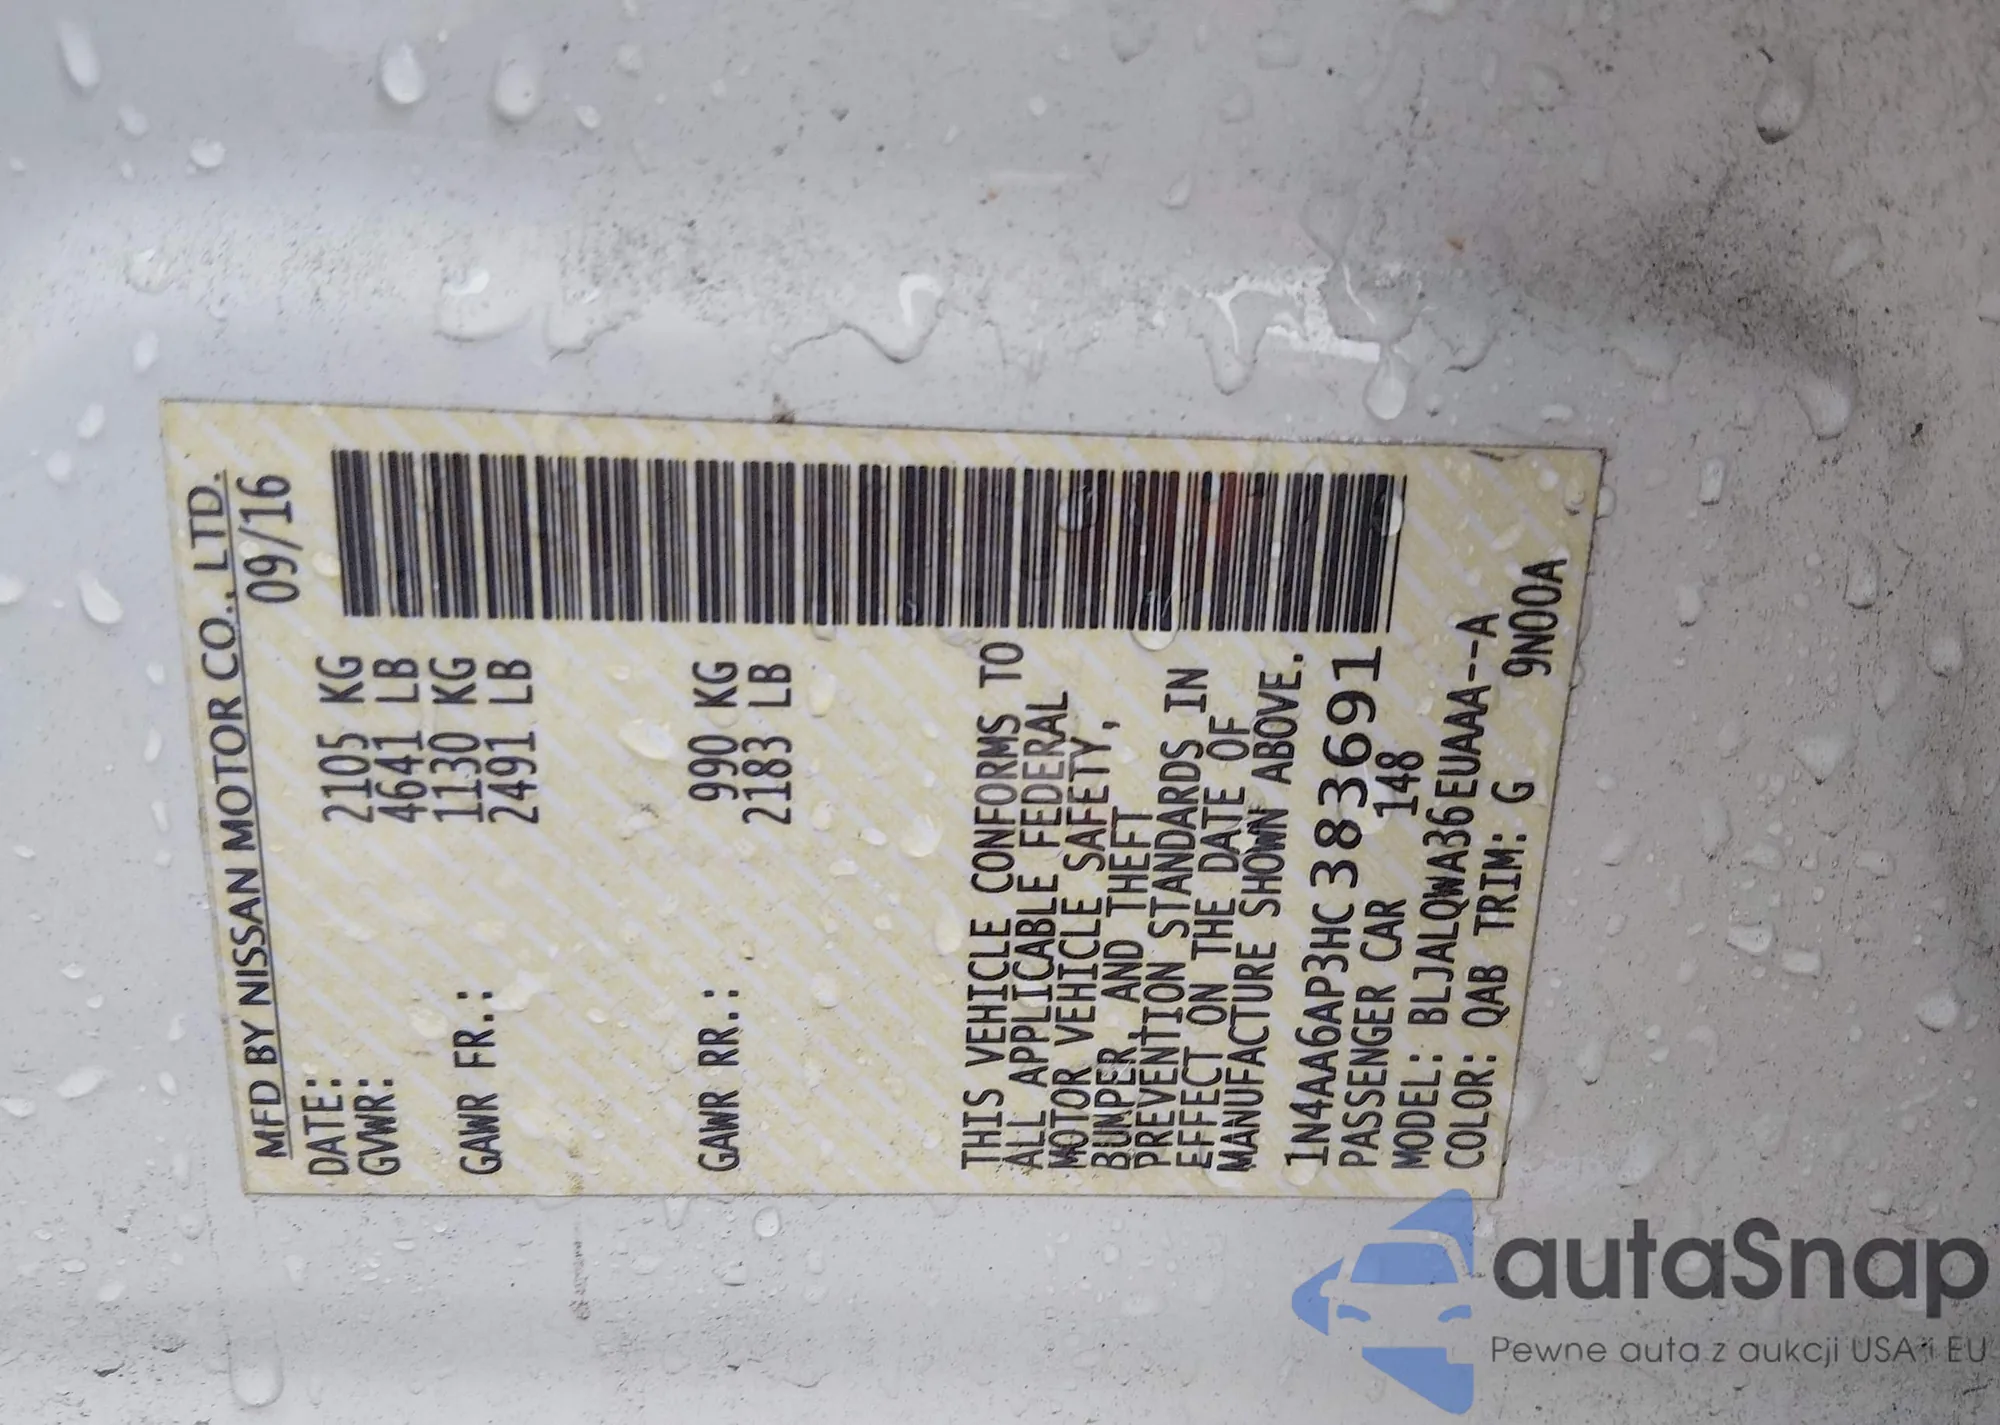 MFD BY NISSAN MOTOR CO., LTD.
DATE: 09/16
GVWR: 2105 KG
4641 LB
GAWR FR.: 1130 KG
2491 LB
GAWR RR.: 990 KG
2183 LB
THIS VEHICLE CONFORMS TO
ALL APPLICABLE FEDERAL
MOTOR VEHICLE SAFETY,
BUMPER AND THEFT
PREVENTION STANDARDS IN
EFFECT ON THE DATE OF
MANUFACTURE SHOWN ABOVE.
1N4AA6AP3HC383691
PASSENGER CAR 148
MODEL: BLJALQWA36EUAAA--A
COLOR: QAB TRIM: G 9N00A
autaSnap
Pewne auta z aukcji USA i EU